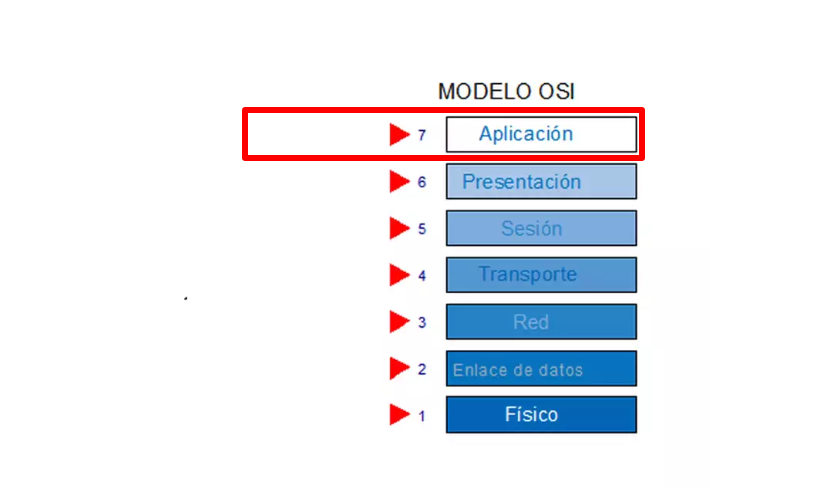 MODELO OSI
7 Aplicación
6 Presentación
5 Sesión
4 Transporte
3 Red
2 Enlace de datos
1 Físico